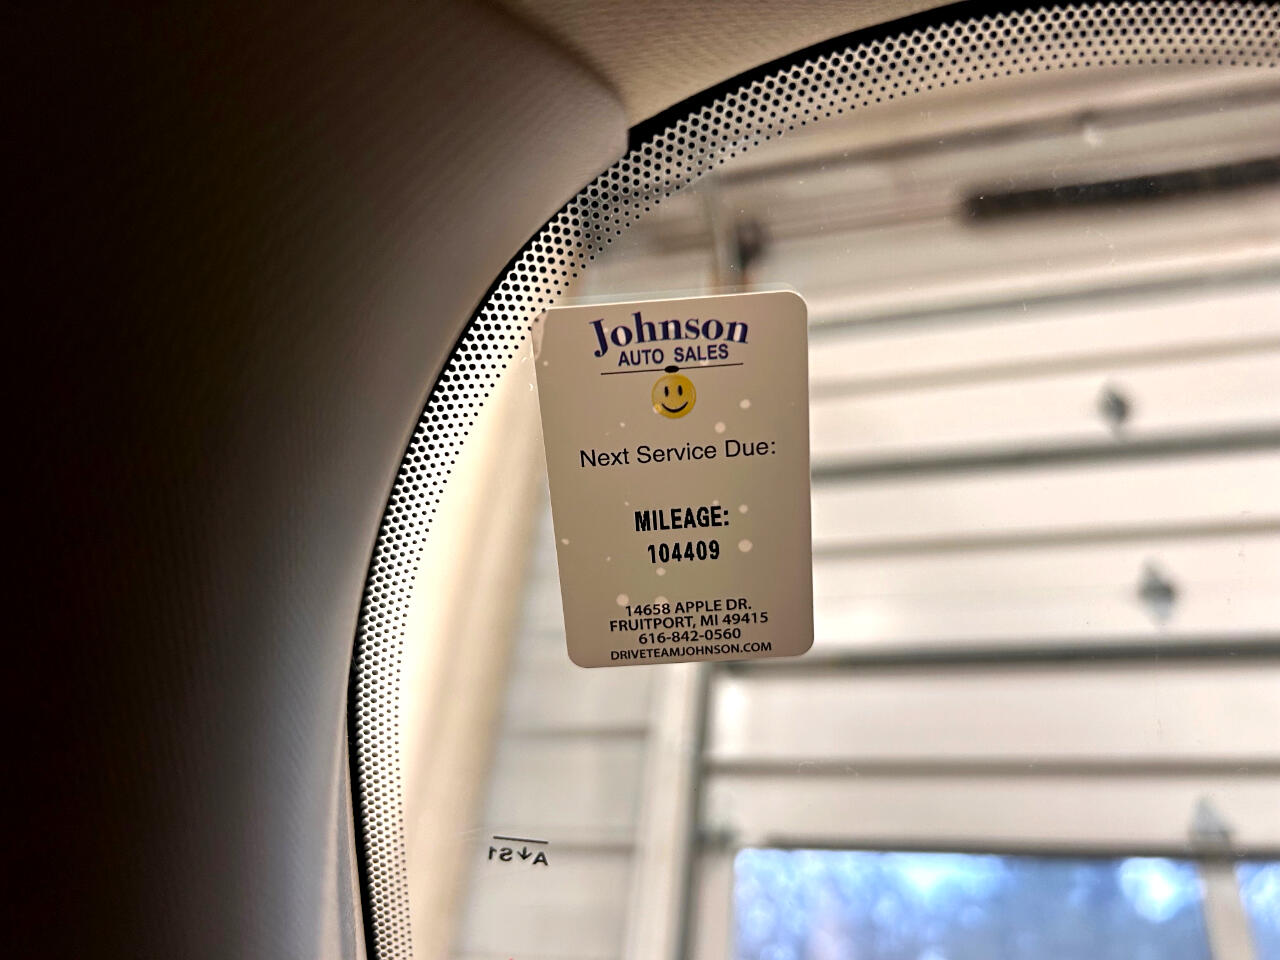 Johnson
AUTO SALES
Next Service Due:
MILEAGE:
104409
14658 APPLE DR.
FRUITPORT, MI 49415
616-842-0560
DRIVETEAMJOHNSON.COM
AS1